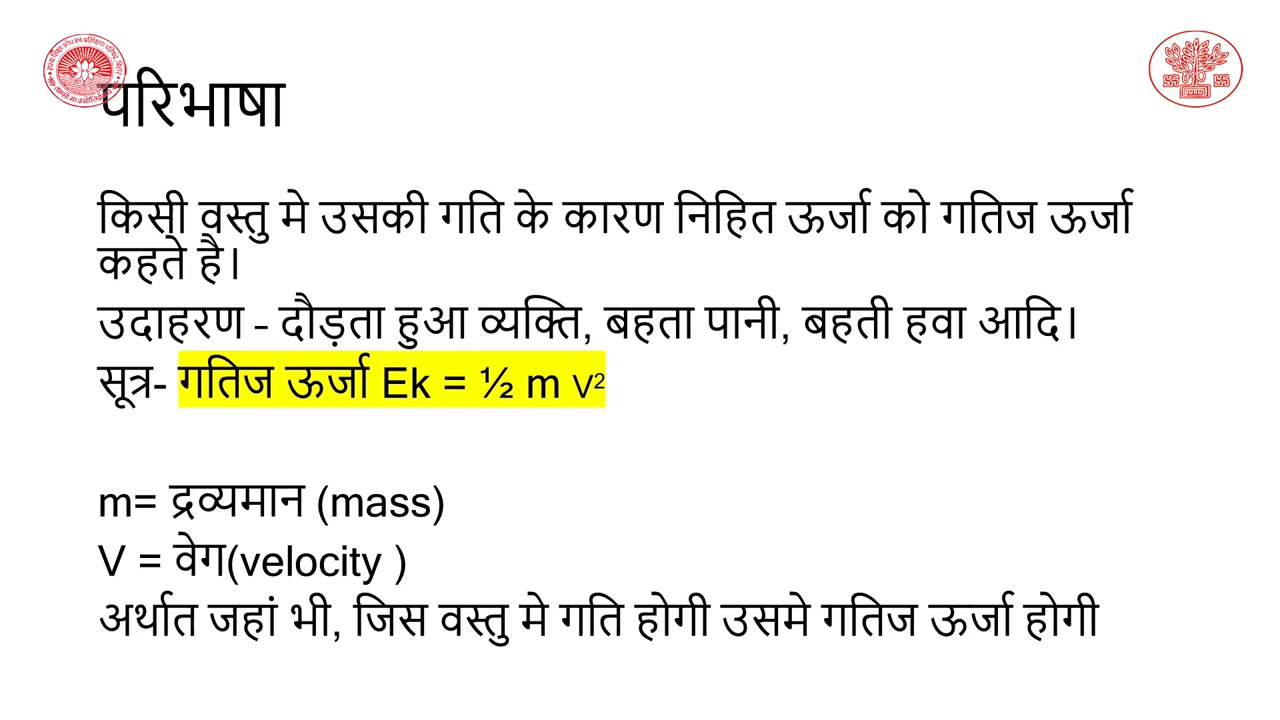 परिभाषा
किसी वस्तु मे उसकी गति के कारण निहित ऊर्जा को गतिज ऊर्जा
कहते है।
उदाहरण – दौड़ता हुआ व्यक्ति, बहता पानी, बहती हवा आदि।
सूत्र- गतिज ऊर्जा Ek = ½ m v²
m= द्रव्यमान (mass)
V = वेग(velocity )
अर्थात जहां भी, जिस वस्तु मे गति होगी उसमे गतिज ऊर्जा होगी